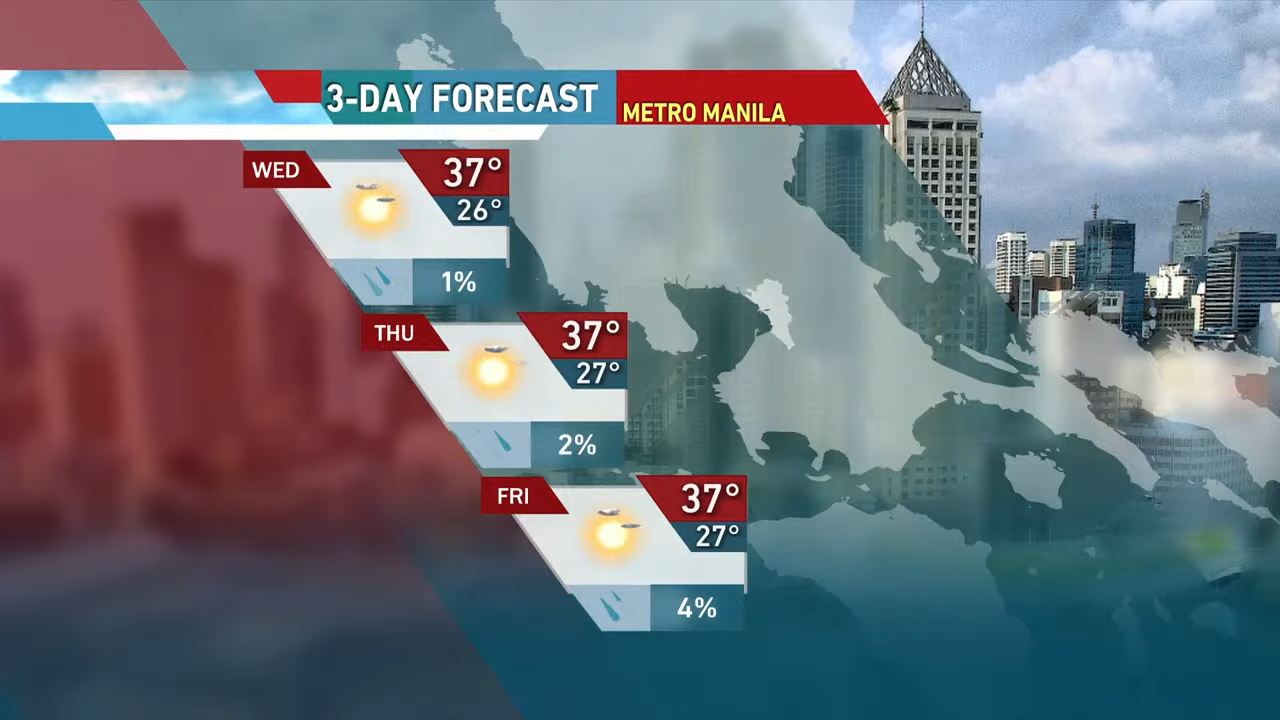 3-DAY FORECAST
METRO MANILA
WED
37°
26°
1%
THU
37°
27°
2%
FRI
37°
27°
4%